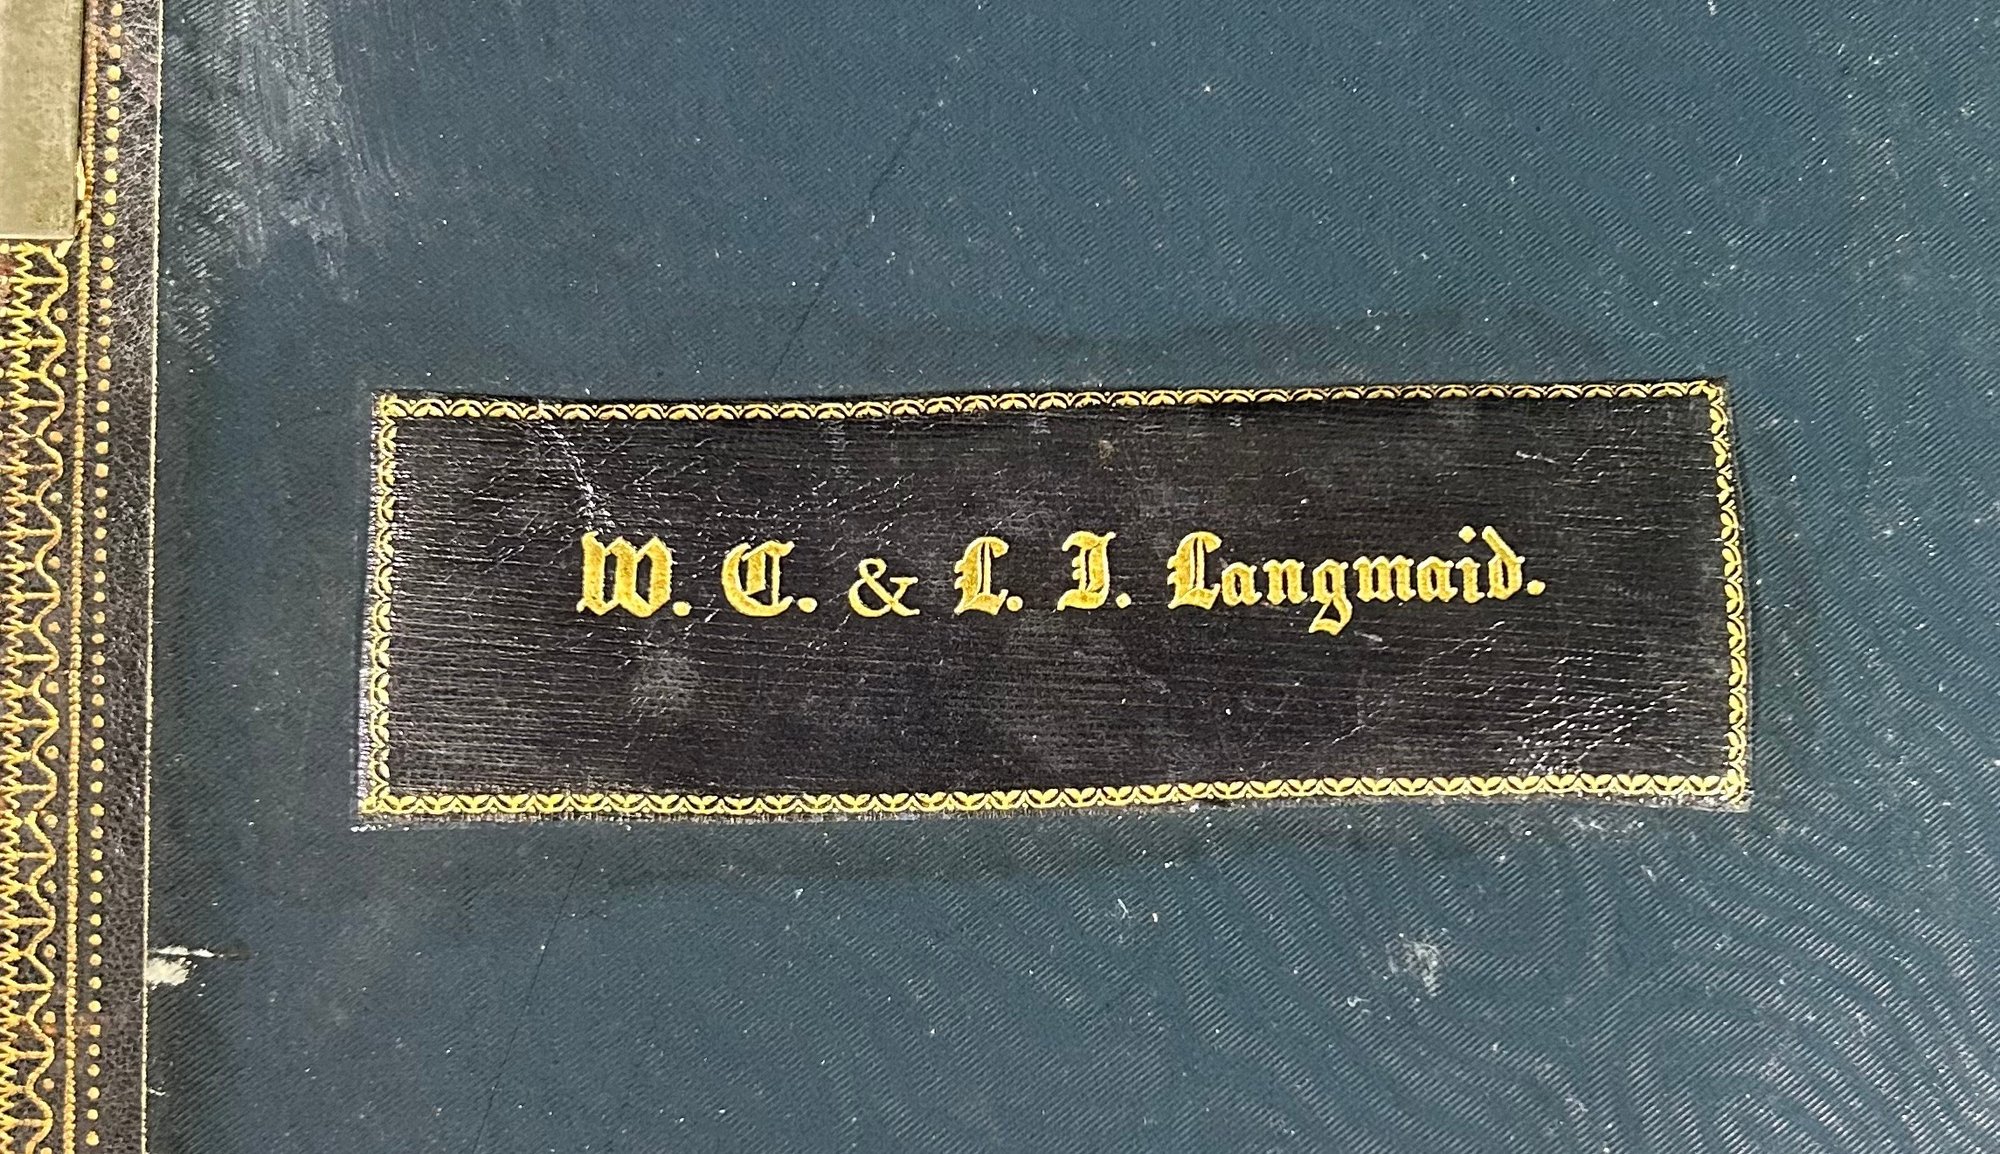 W. C. & L. J. Langmaid.